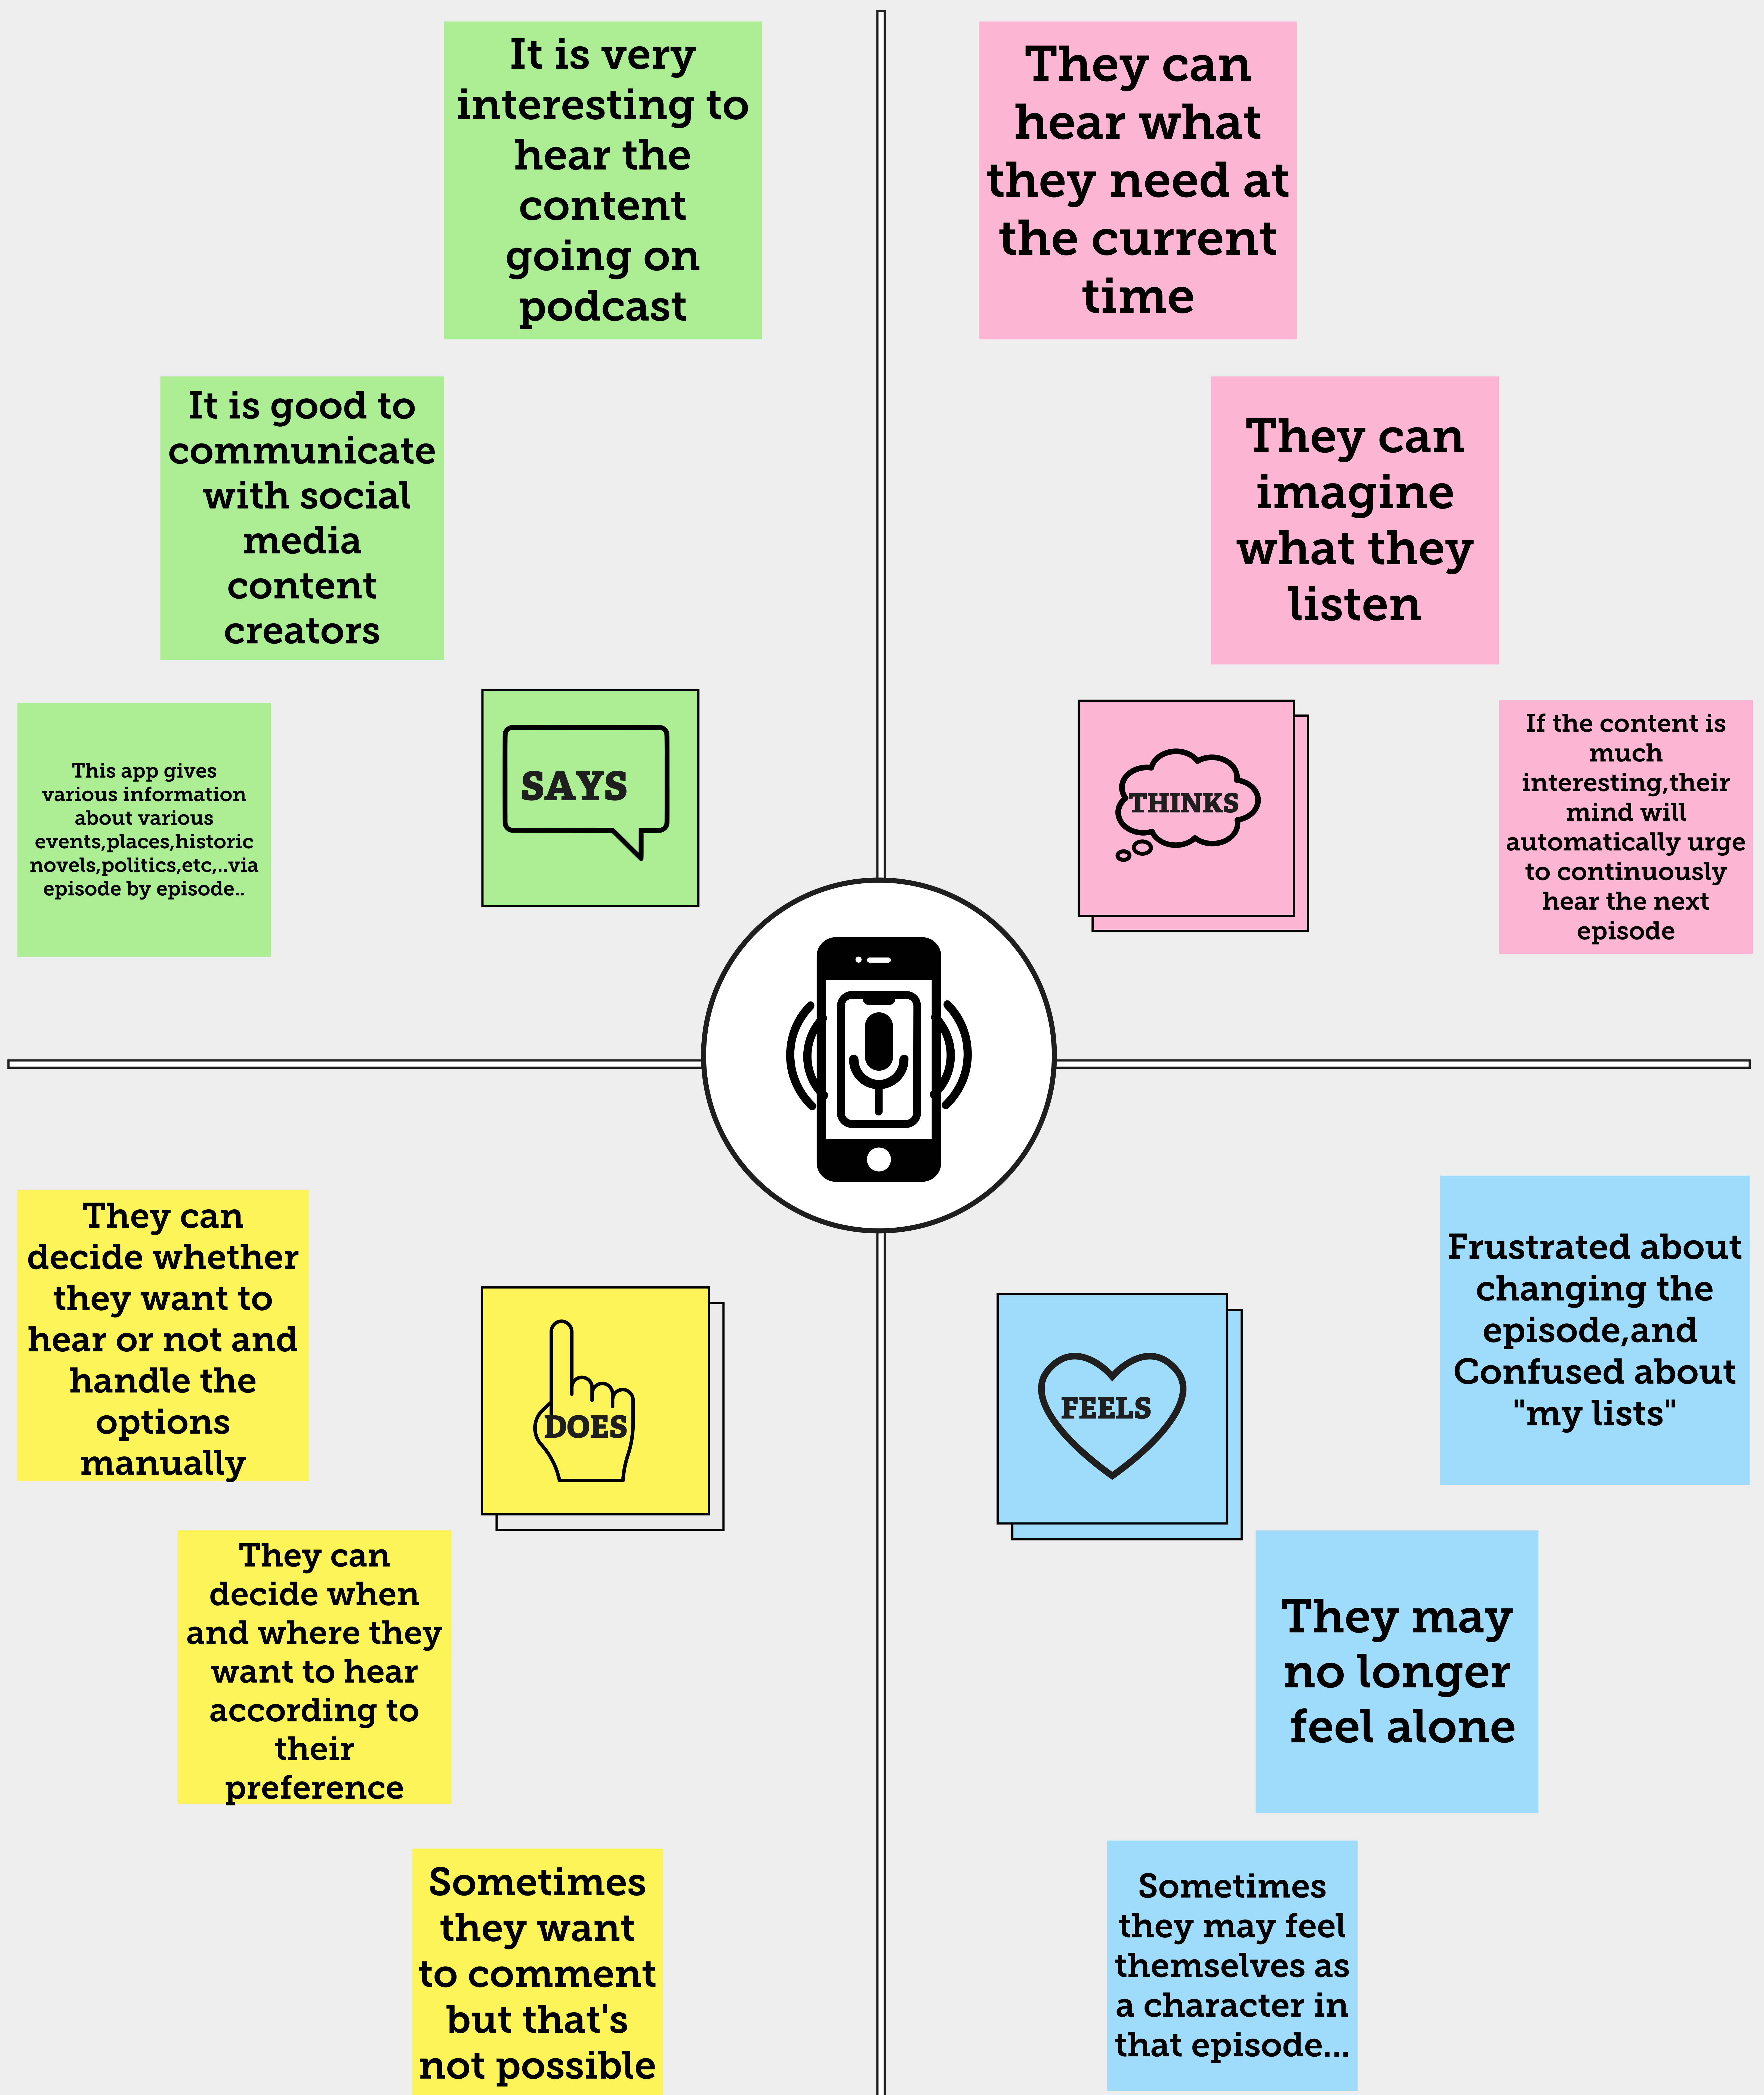 It is very
interesting to
hear the
content
going on
podcast
It is good to
communicate
with social
media
content
creators
This app gives
various information
about various
events,places,historic
novels,politics,etc,..via
episode by episode..
SAYS
They can
hear what
they need at
the current
time
They can
imagine
what they
listen
THINKS
If the content is
much
interesting,their
mind will
automatically urge
to continuously
hear the next
episode
They can
decide whether
they want to
hear or not and
handle the
options
manually
DOES
They can
decide when
and where they
want to hear
according to
their
preference
Sometimes
they want
to comment
but that's
not possible
FEELS
Frustrated about
changing the
episode,and
Confused about
"my lists"
They may
no longer
feel alone
Sometimes
they may feel
themselves as
a character in
that episode...